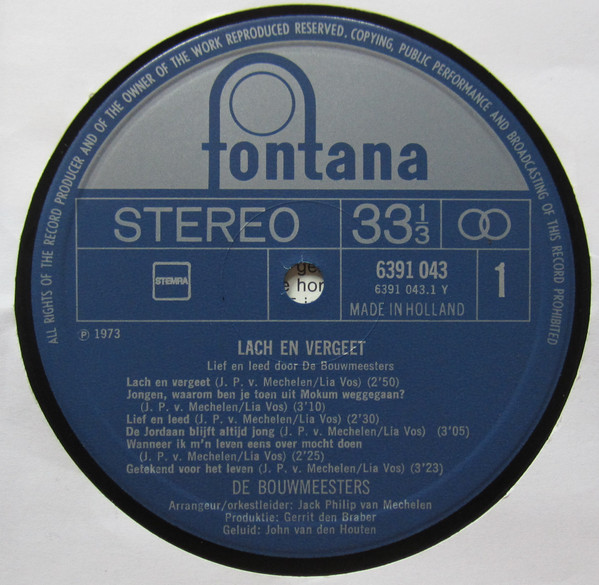 ALL RIGHTS OF THE RECORD PRODUCER AND OF THE OWNER OF THE WORK REPRODUCED RESERVED. COPYING, PUBLIC PERFORMANCE AND BROADCASTING OF THIS RECORD PROHIBITED
fontana
STEREO 33 1/3
STEMRA
6391 043
6391 043.1 Y
MADE IN HOLLAND
1
ge
hor
℗ 1973
LACH EN VERGEET
Lief en leed door De Bouwmeesters
Lach en vergeet (J. P. v. Mechelen/Lia Vos) (2'50)
Jongen, waarom ben je toen uit Mokum weggegaan?
(J. P. v. Mechelen/Lia Vos) (3'10)
Lief en leed (J. P. v. Mechelen/Lia Vos) (2'30)
De Jordaan blijft altijd jong (J. P. v. Mechelen/Lia Vos) (3'05)
Wanneer ik m'n leven eens over mocht doen
(J. P. v. Mechelen/Lia Vos) (2'25)
Getekend voor het leven (J. P. v. Mechelen/Lia Vos) (3'23)
DE BOUWMEESTERS
Arrangeur/orkestleider: Jack Philip van Mechelen
Produktie: Gerrit den Braber
Geluid: John van den Houten